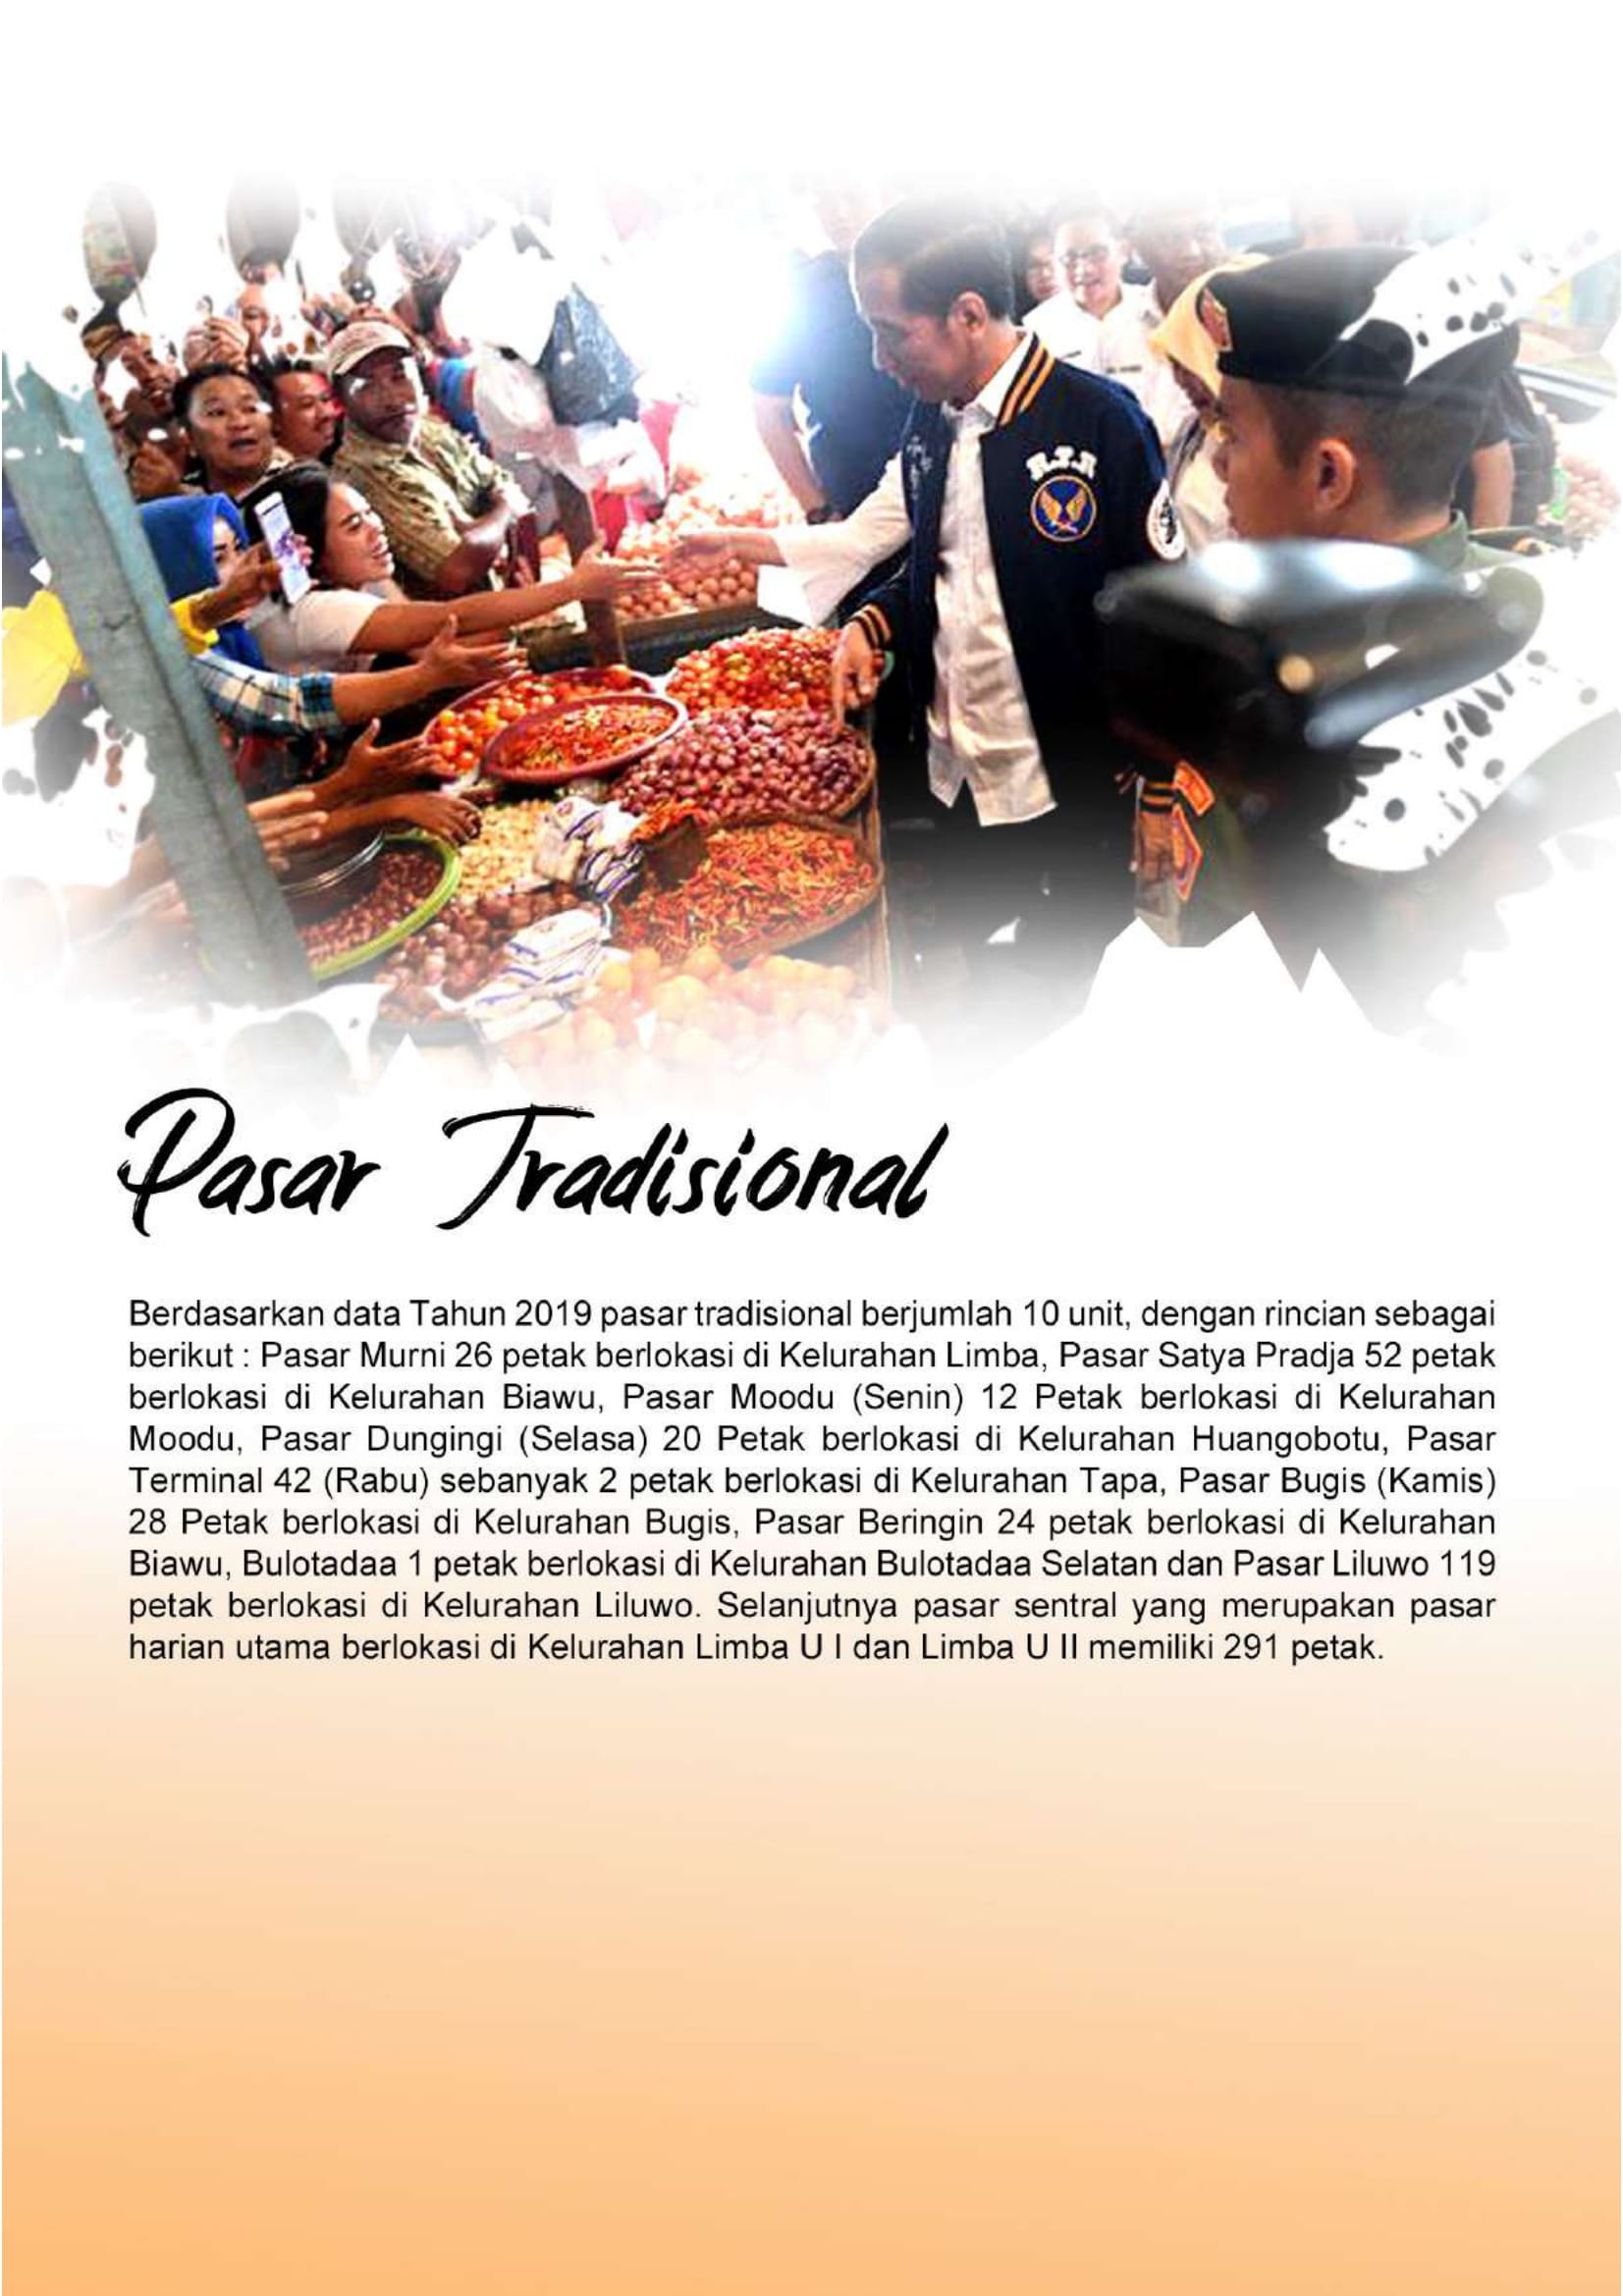 Pasar Tradisional
Berdasarkan data Tahun 2019 pasar tradisional berjumlah 10 unit, dengan rincian sebagai
berikut : Pasar Murni 26 petak berlokasi di Kelurahan Limba, Pasar Satya Pradja 52 petak
berlokasi di Kelurahan Biawu, Pasar Moodu (Senin) 12 Petak berlokasi di Kelurahan
Moodu, Pasar Dungingi (Selasa) 20 Petak berlokasi di Kelurahan Huangobotu, Pasar
Terminal 42 (Rabu) sebanyak 2 petak berlokasi di Kelurahan Tapa, Pasar Bugis (Kamis)
28 Petak berlokasi di Kelurahan Bugis, Pasar Beringin 24 petak berlokasi di Kelurahan
Biawu, Bulotadaa 1 petak berlokasi di Kelurahan Bulotadaa Selatan dan Pasar Liluwo 119
petak berlokasi di Kelurahan Liluwo. Selanjutnya pasar sentral yang merupakan pasar
harian utama berlokasi di Kelurahan Limba U I dan Limba U II memiliki 291 petak.